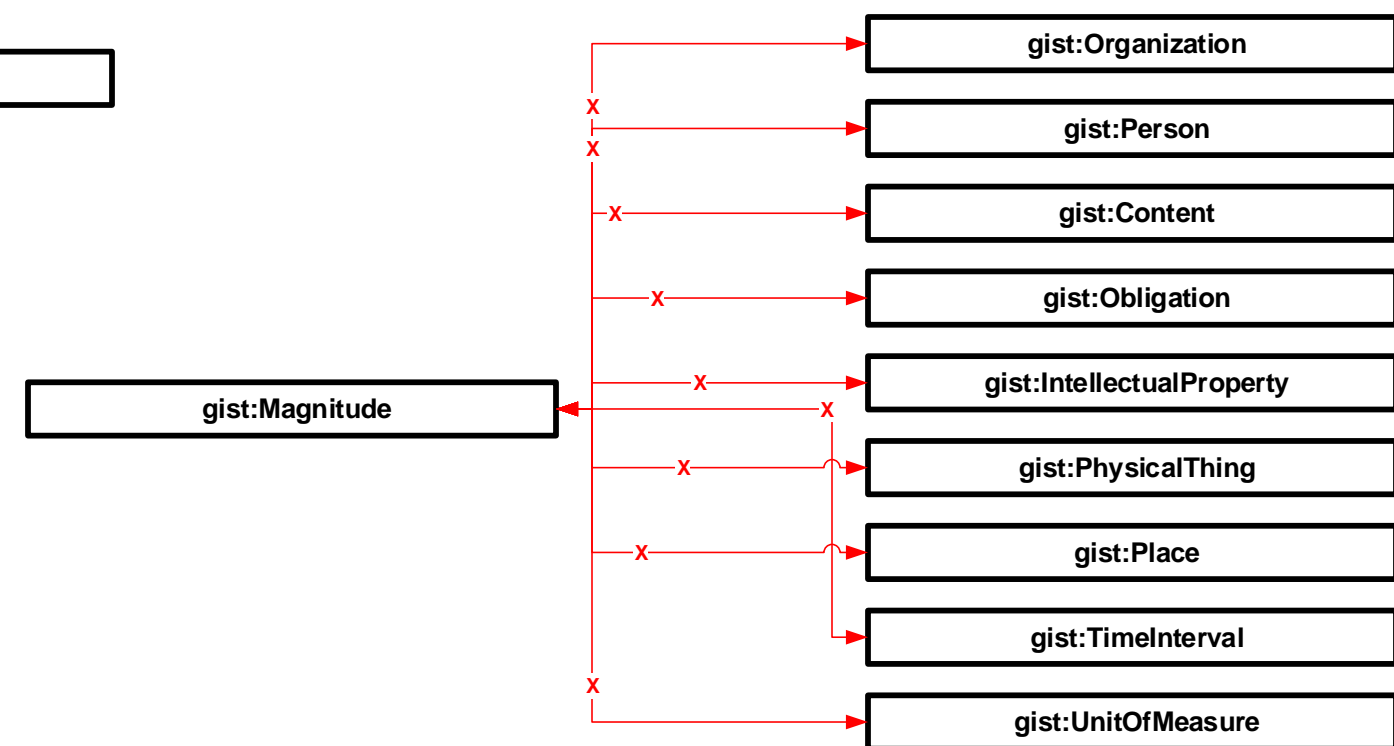 gist:Organization
X
gist:Person
X
X
gist:Content
X
gist:Obligation
X
gist:IntellectualProperty
gist:Magnitude
X
X
gist:PhysicalThing
X
gist:Place
gist:TimeInterval
X
gist:UnitOfMeasure